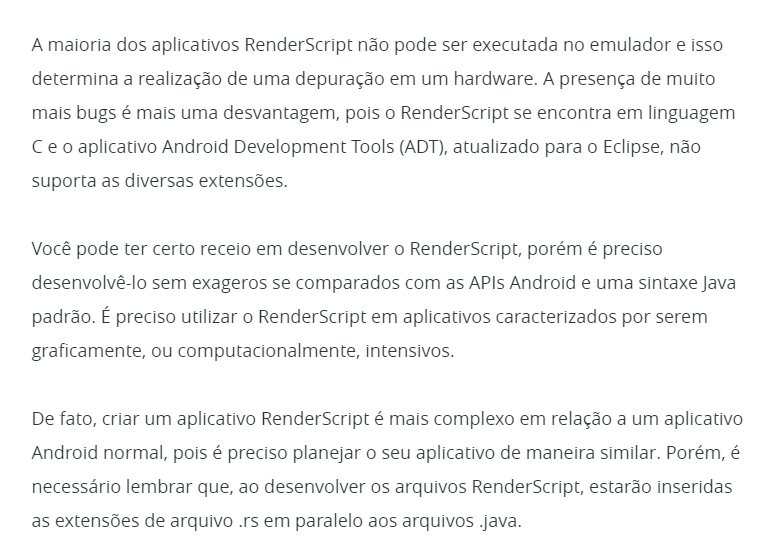 A maioria dos aplicativos RenderScript não pode ser executada no emulador e isso
determina a realização de uma depuração em um hardware. A presença de muito
mais bugs é mais uma desvantagem, pois o RenderScript se encontra em linguagem
C e o aplicativo Android Development Tools (ADT), atualizado para o Eclipse, não
suporta as diversas extensões.
Você pode ter certo receio em desenvolver o RenderScript, porém é preciso
desenvolvê-lo sem exageros se comparados com as APIs Android e uma sintaxe Java
padrão. É preciso utilizar o RenderScript em aplicativos caracterizados por serem
graficamente, ou computacionalmente, intensivos.
De fato, criar um aplicativo RenderScript é mais complexo em relação a um aplicativo
Android normal, pois é preciso planejar o seu aplicativo de maneira similar. Porém, é
necessário lembrar que, ao desenvolver os arquivos RenderScript, estarão inseridas
as extensões de arquivo .rs em paralelo aos arquivos .java.